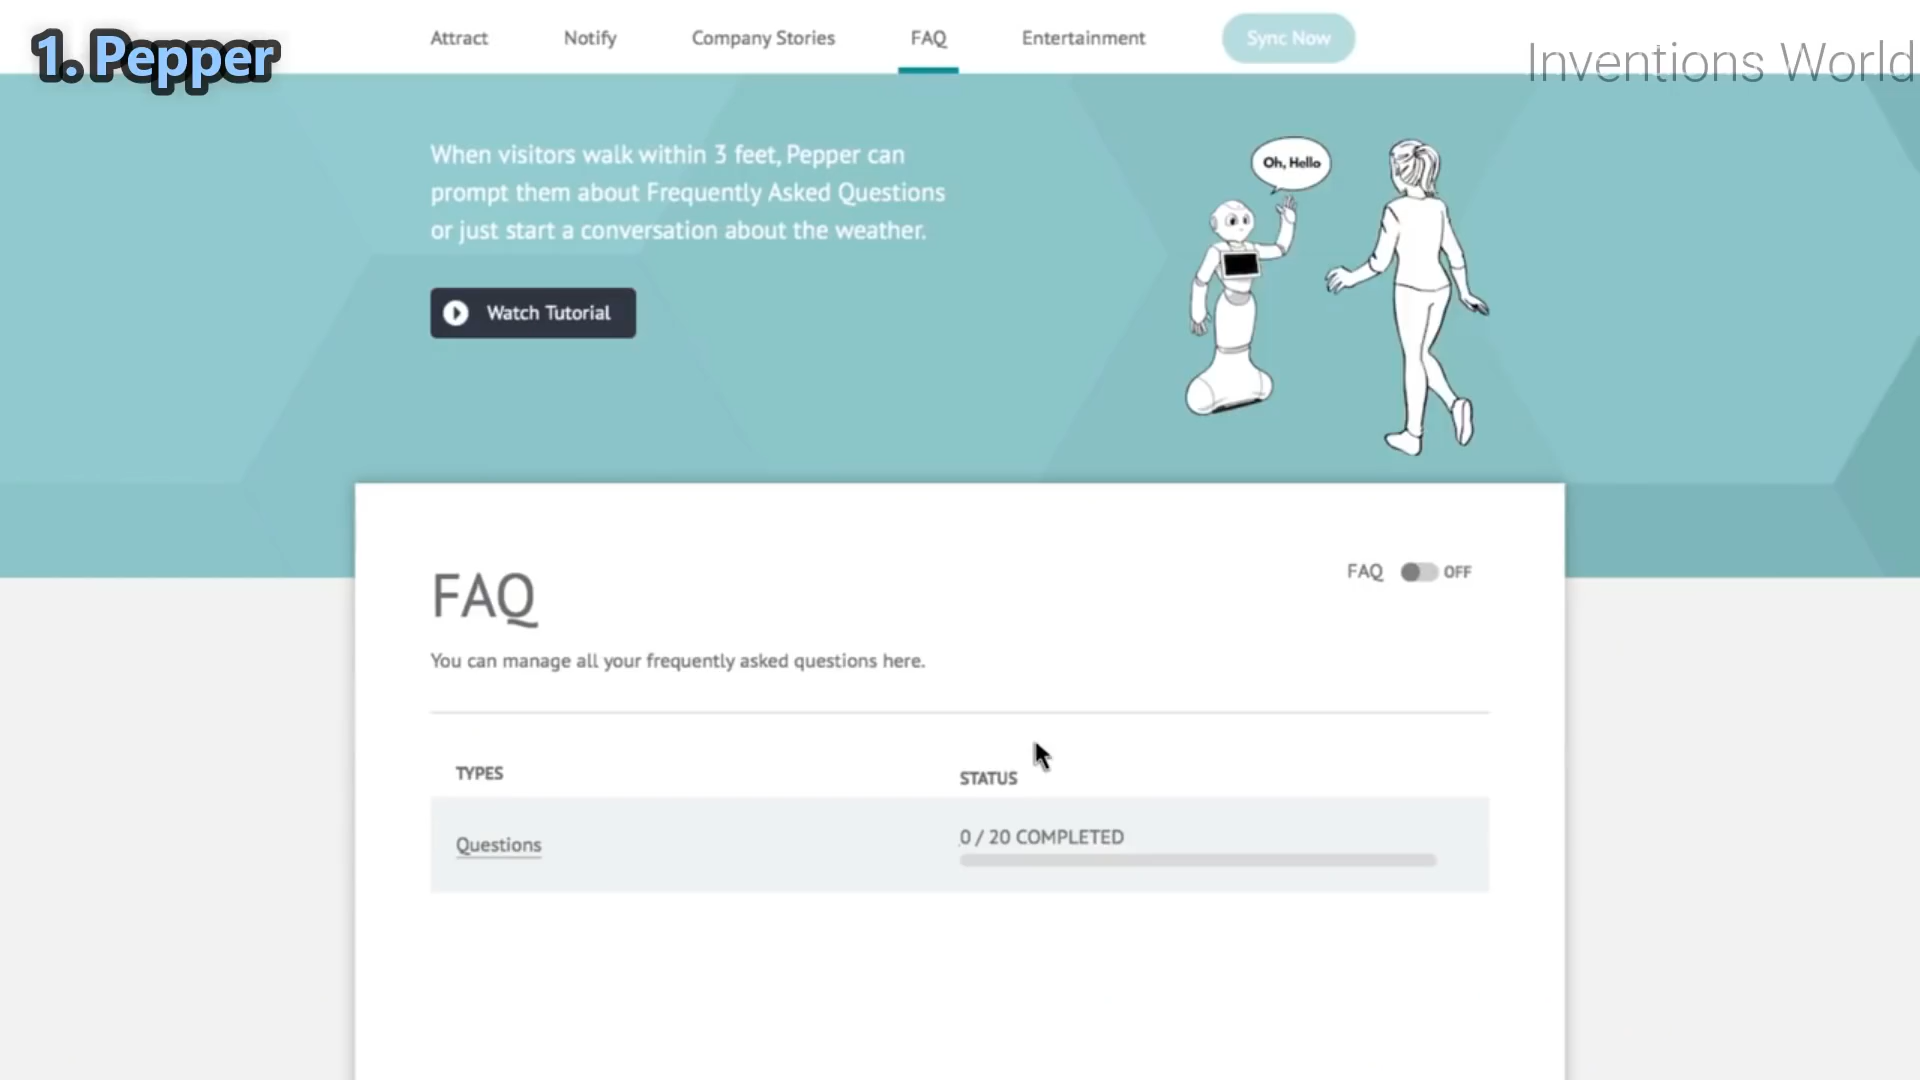 1. Pepper
Attract
Notify
Company Stories
FAQ
Entertainment
Sync Now
Inventions World
When visitors walk within 3 feet, Pepper can
prompt them about Frequently Asked Questions
or just start a conversation about the weather.
Watch Tutorial
Oh, Hello
FAQ
FAQ OFF
You can manage all your frequently asked questions here.
TYPES
STATUS
Questions
0 / 20 COMPLETED